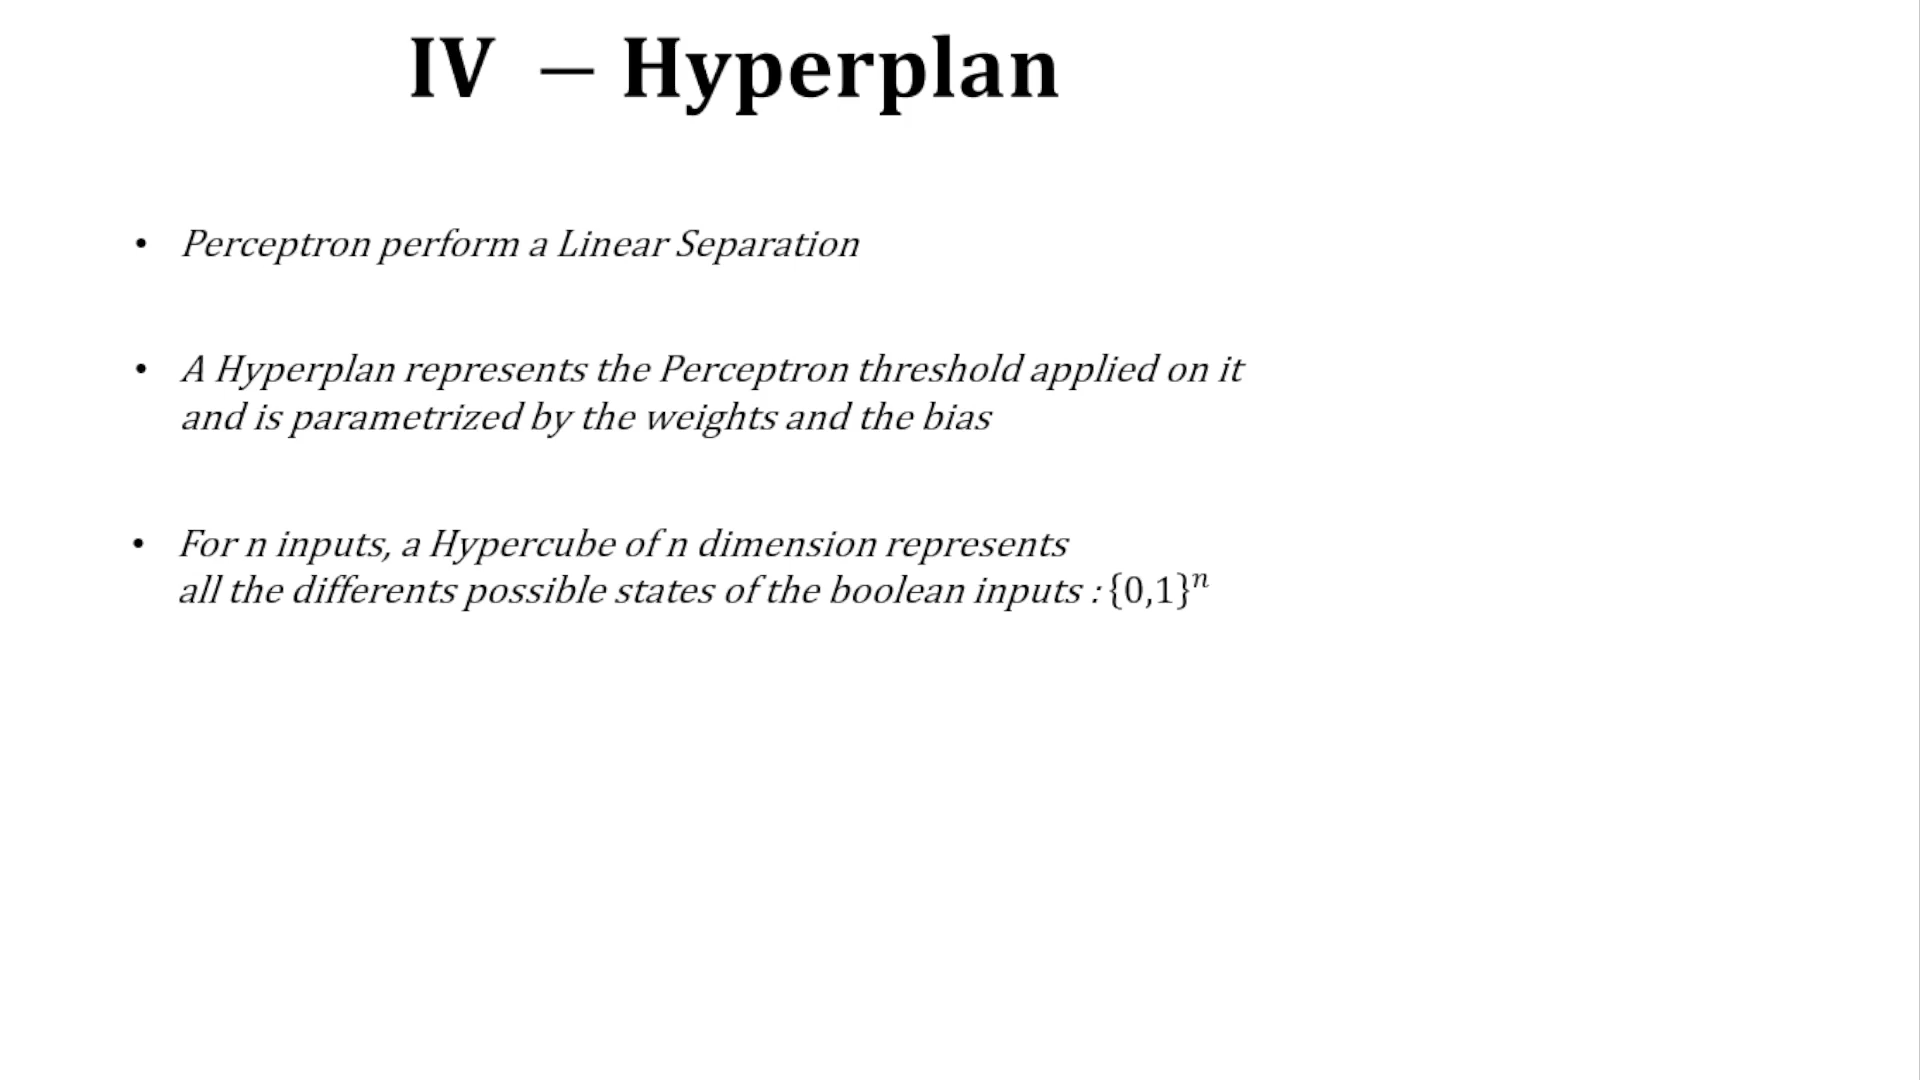 IV – Hyperplan
• Perceptron perform a Linear Separation
• A Hyperplan represents the Perceptron threshold applied on it
and is parametrized by the weights and the bias
• For n inputs, a Hypercube of n dimension represents
all the differents possible states of the boolean inputs : {0,1}ⁿ